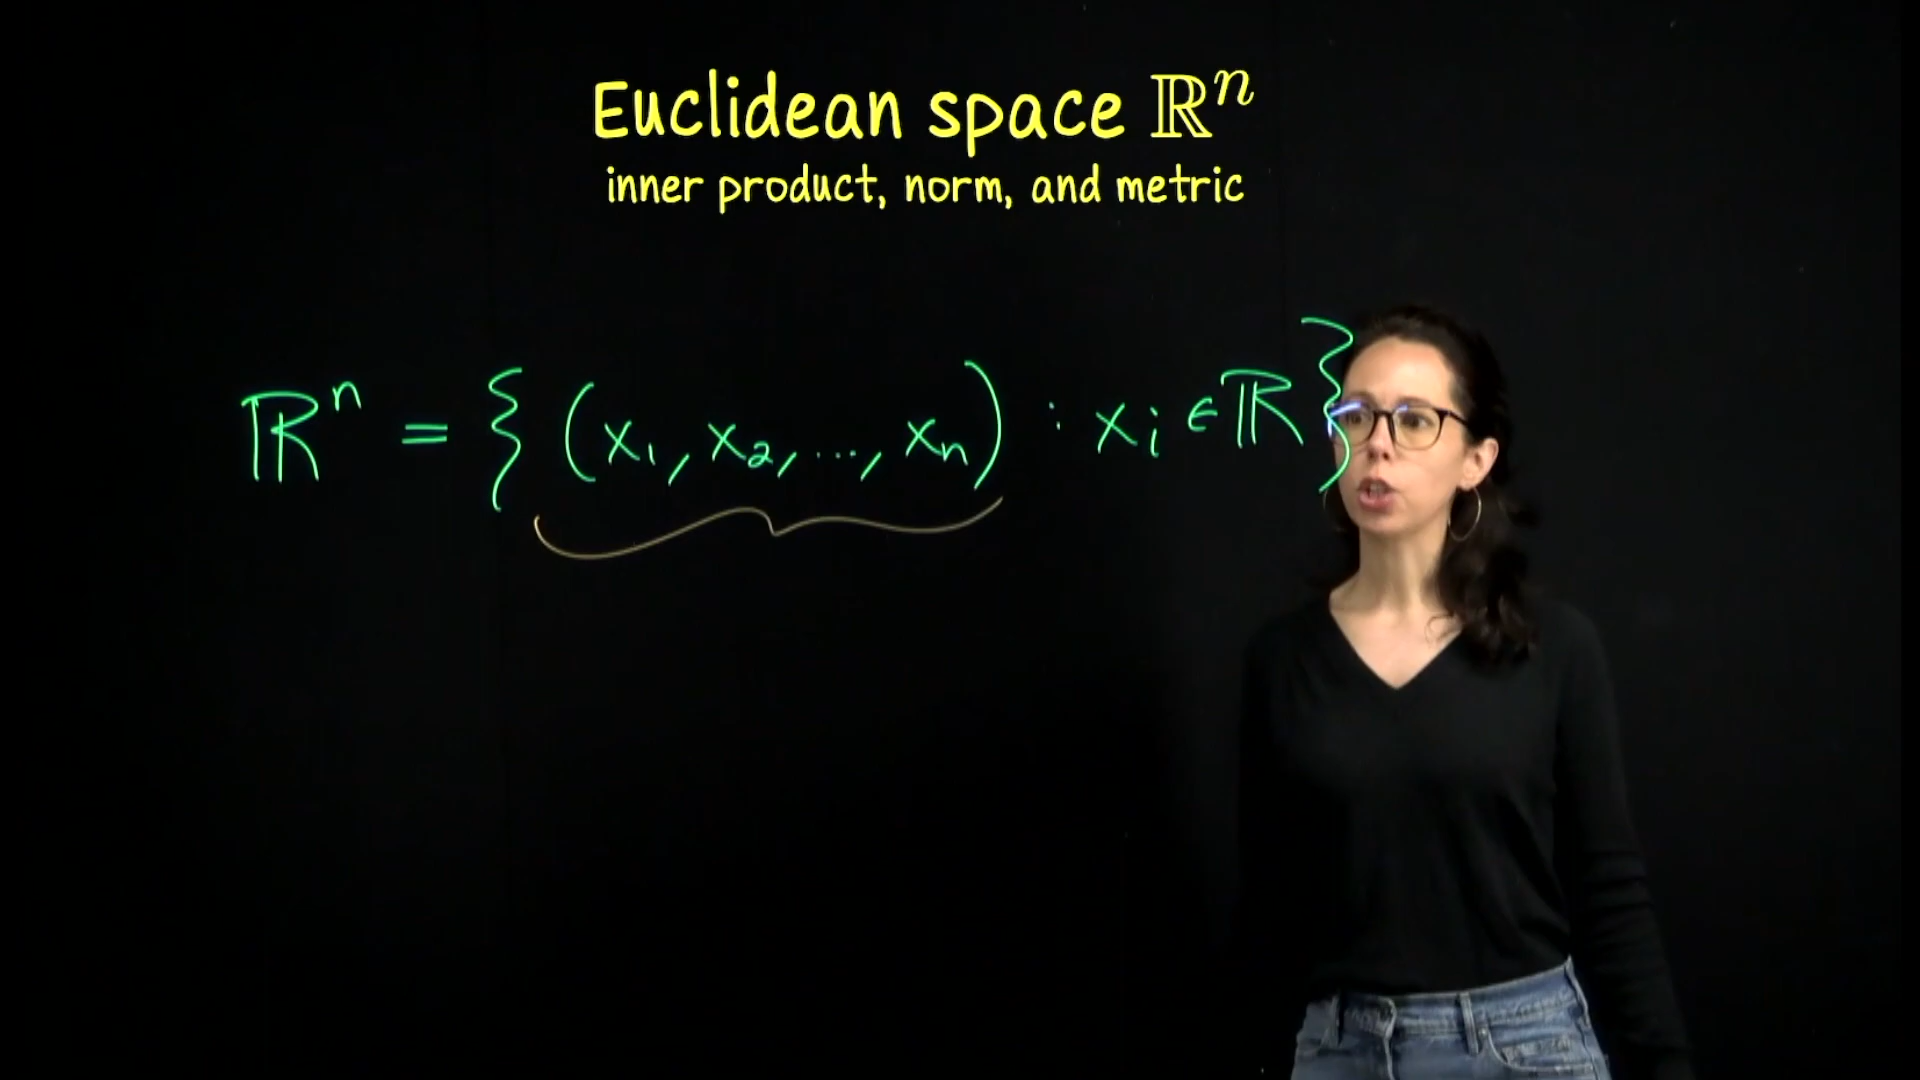 Euclidean space ℝⁿ
inner product, norm, and metric
ℝⁿ = { (x₁, x₂, ..., xₙ) : xᵢ ∈ ℝ }